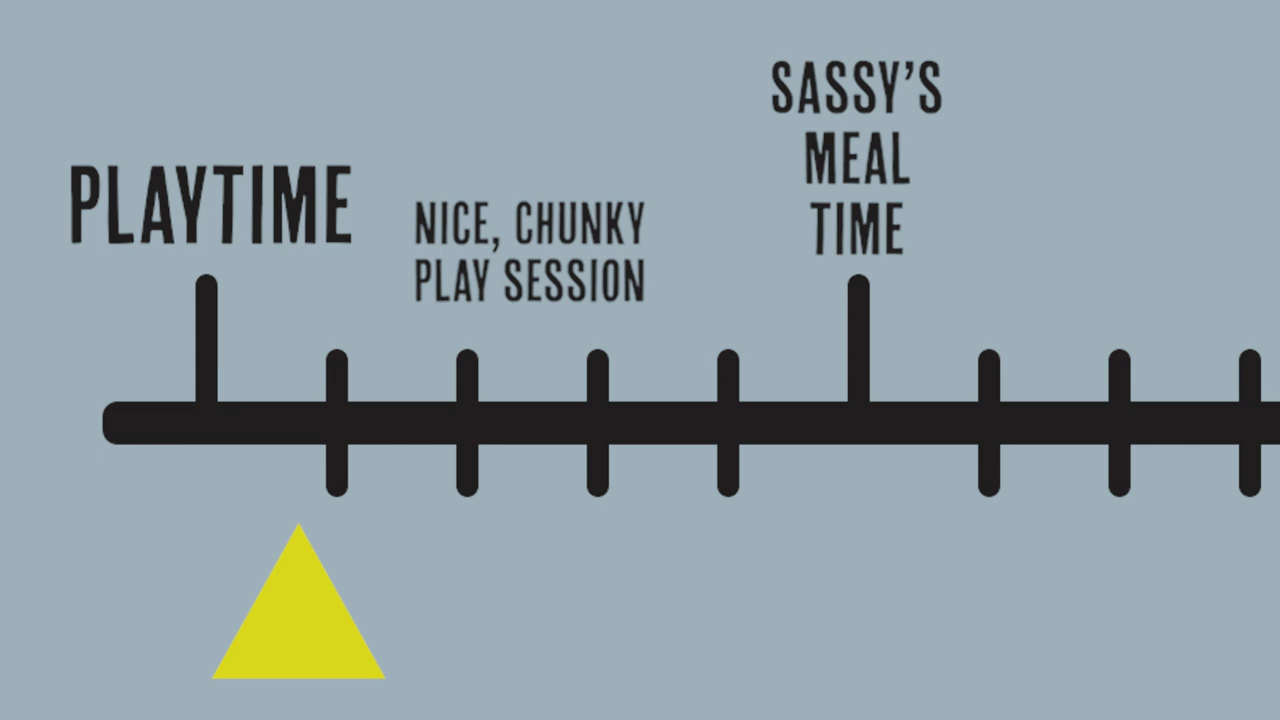 PLAYTIME
NICE, CHUNKY
PLAY SESSION
SASSY’S
MEAL
TIME